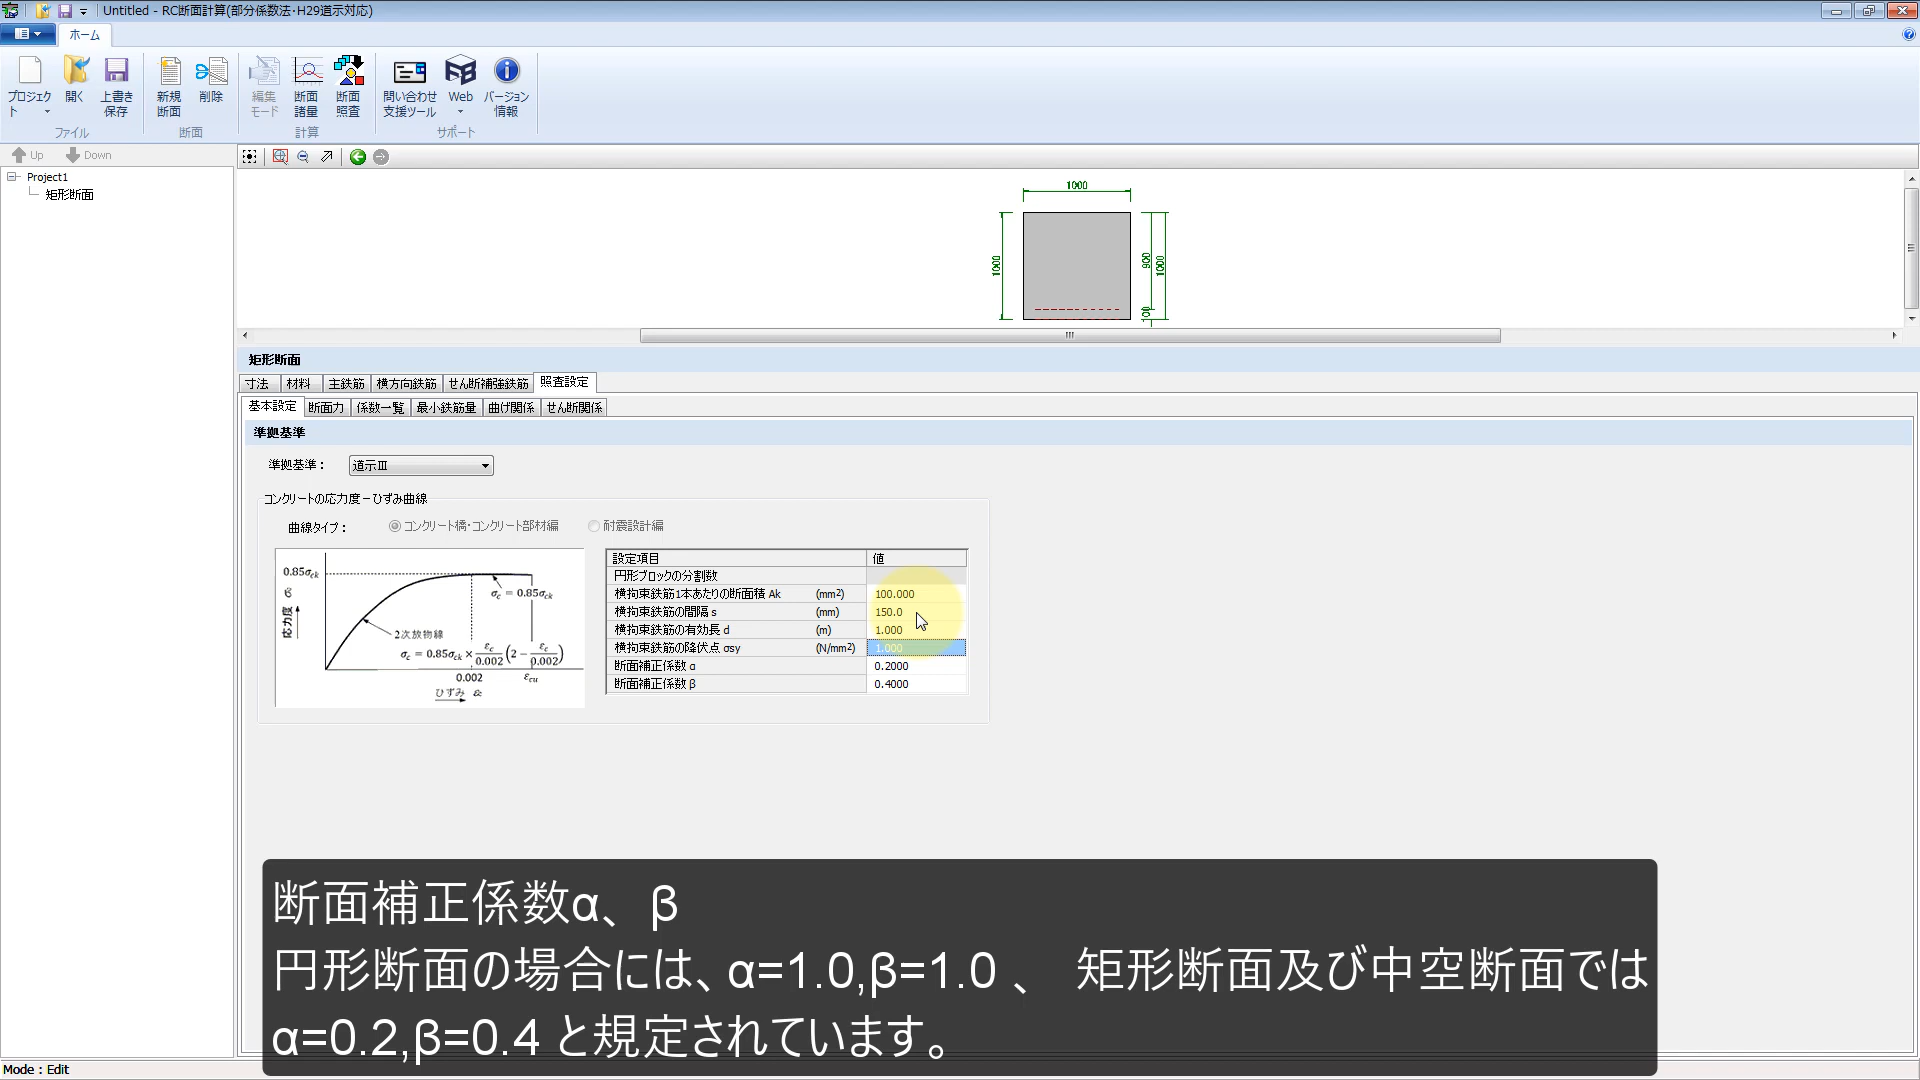 Untitled - RC断面計算(部分係数法・H29道示対応)
ホーム
プロジェクト
開く
上書き保存
新規断面
削除
編集モード
断面諸量
断面照査
問い合わせ支援ツール
Web
バージョン情報
ファイル
断面
計算
サポート
Up
Down
Project1
矩形断面
1000
1000
900
1000
100
矩形断面
寸法
材料
主鉄筋
横方向鉄筋
せん断補強鉄筋
照査設定
基本設定
断面力
係数一覧
最小鉄筋量
曲げ関係
せん断関係
準拠基準
準拠基準：
道示Ⅲ
コンクリートの応力度－ひずみ曲線
曲線タイプ：
コンクリート橋・コンクリート部材編
耐震設計編
0.85σck
応力度 σc
σc = 0.85σck
2次放物線
σc = 0.85σck × εc/0.002 (2 − εc/0.002)
0.002
εcu
ひずみ εc
設定項目 値
円形ブロックの分割数
横拘束鉄筋1本あたりの断面積 Ak (mm2) 100.000
横拘束鉄筋の間隔 s (mm) 150.0
横拘束鉄筋の有効長 d (m) 1.000
横拘束鉄筋の降伏点 σsy (N/mm2) 1.000
断面補正係数 α 0.2000
断面補正係数 β 0.4000
断面補正係数α、β
円形断面の場合には、α=1.0,β=1.0 、 矩形断面及び中空断面では
α=0.2,β=0.4 と規定されています。
Mode : Edit